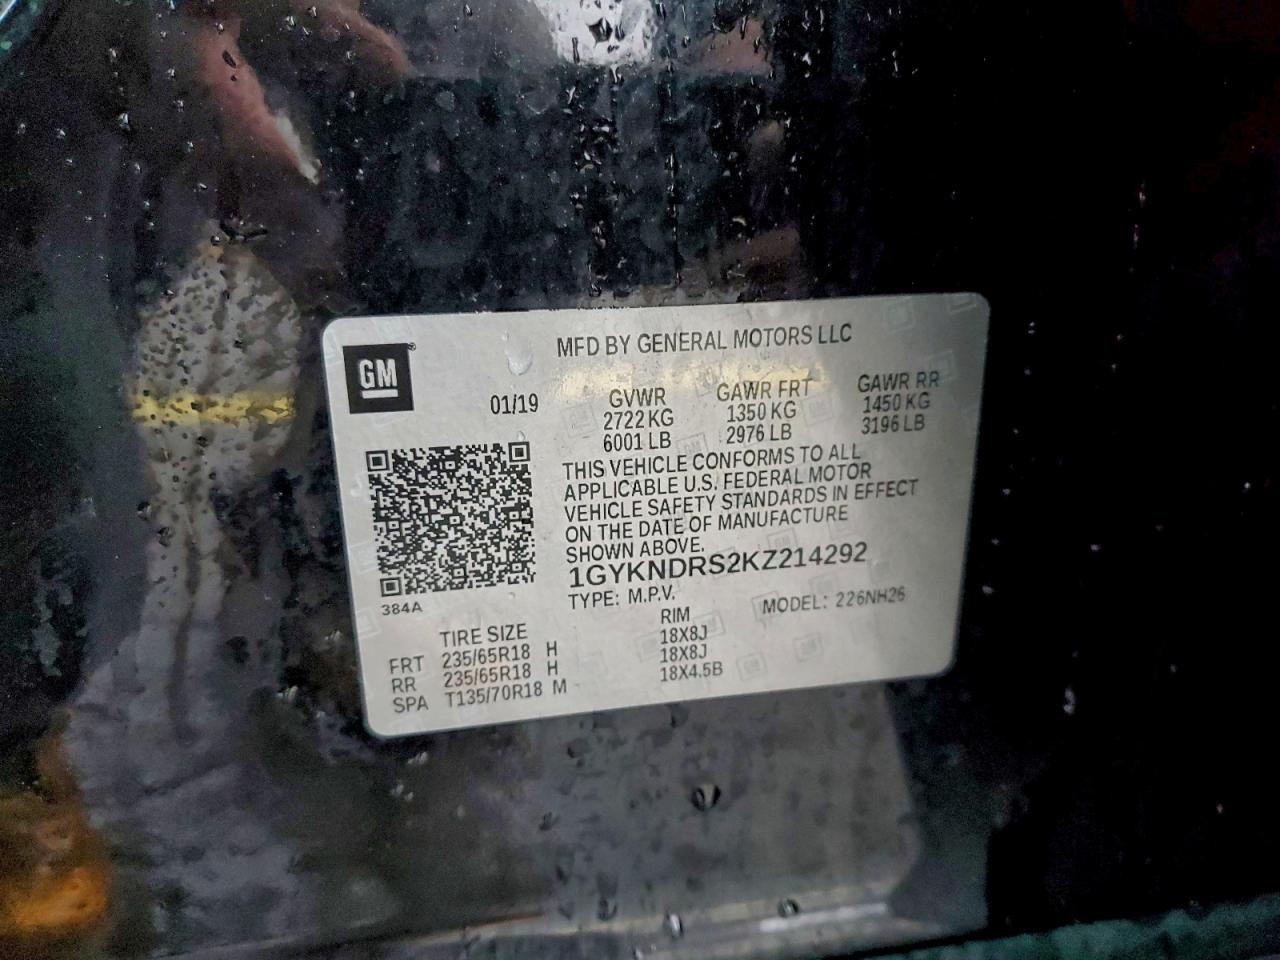 MFD BY GENERAL MOTORS LLC
GM®
01/19
GVWR GAWR FRT GAWR RR
2722 KG 1350 KG 1450 KG
6001 LB 2976 LB 3196 LB
THIS VEHICLE CONFORMS TO ALL
APPLICABLE U.S. FEDERAL MOTOR
VEHICLE SAFETY STANDARDS IN EFFECT
ON THE DATE OF MANUFACTURE
SHOWN ABOVE.
1GYKNDRS2KZ214292
384A
TYPE: M.P.V. MODEL: 226NH26
TIRE SIZE RIM
FRT 235/65R18 H 18X8J
RR 235/65R18 H 18X8J
SPA T135/70R18 M 18X4.5B